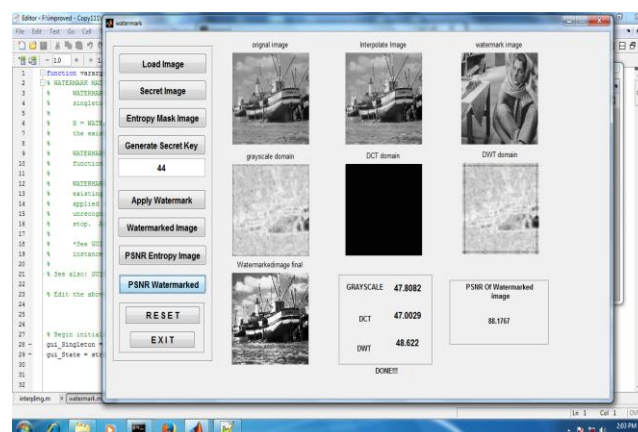 Editor - F:\improved - Copy111
watermark
File Edit Text Go Cell T
1.0
function varargo
% WATERMARK MAT
% WATERMARK
% singleton
% H = WATE
% the exist
% WATERMARK
% function
% WATERMARK
% existing
% applied
% unrecogn
% stop.
% *See GUI
% instance
% See also: GUI
% Edit the abov
% Begin initial
gui_Singleton =
gui_State = str
Load Image
Secret Image
Entropy Mask Image
Generate Secret Key
44
Apply Watermark
Watermarked Image
PSNR Entropy Image
PSNR Watermarked
R E S E T
E X I T
orignal image
Interpolate Image
watermark image
grayscale domain
DCT domain
DWT domain
Watermarkedimage final
GRAYSCALE 47.8082
DCT 47.0029
DWT 48.622
PSNR Of Watermarked
image
88.1767
DONE!!!
interpImg.m × watermark.m
Ln 1 Col 1 OVR
2:03 PM